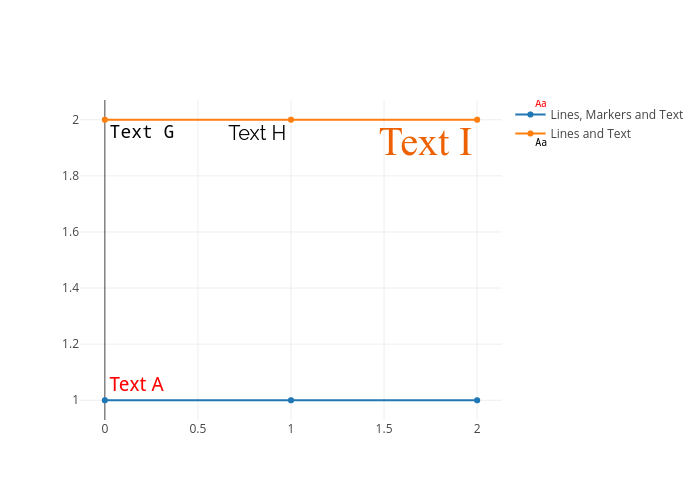 Aa
Lines, Markers and Text
Lines and Text
Aa
2
Text G
Text H
Text I
1.8
1.6
1.4
1.2
Text A
1
0
0.5
1
1.5
2